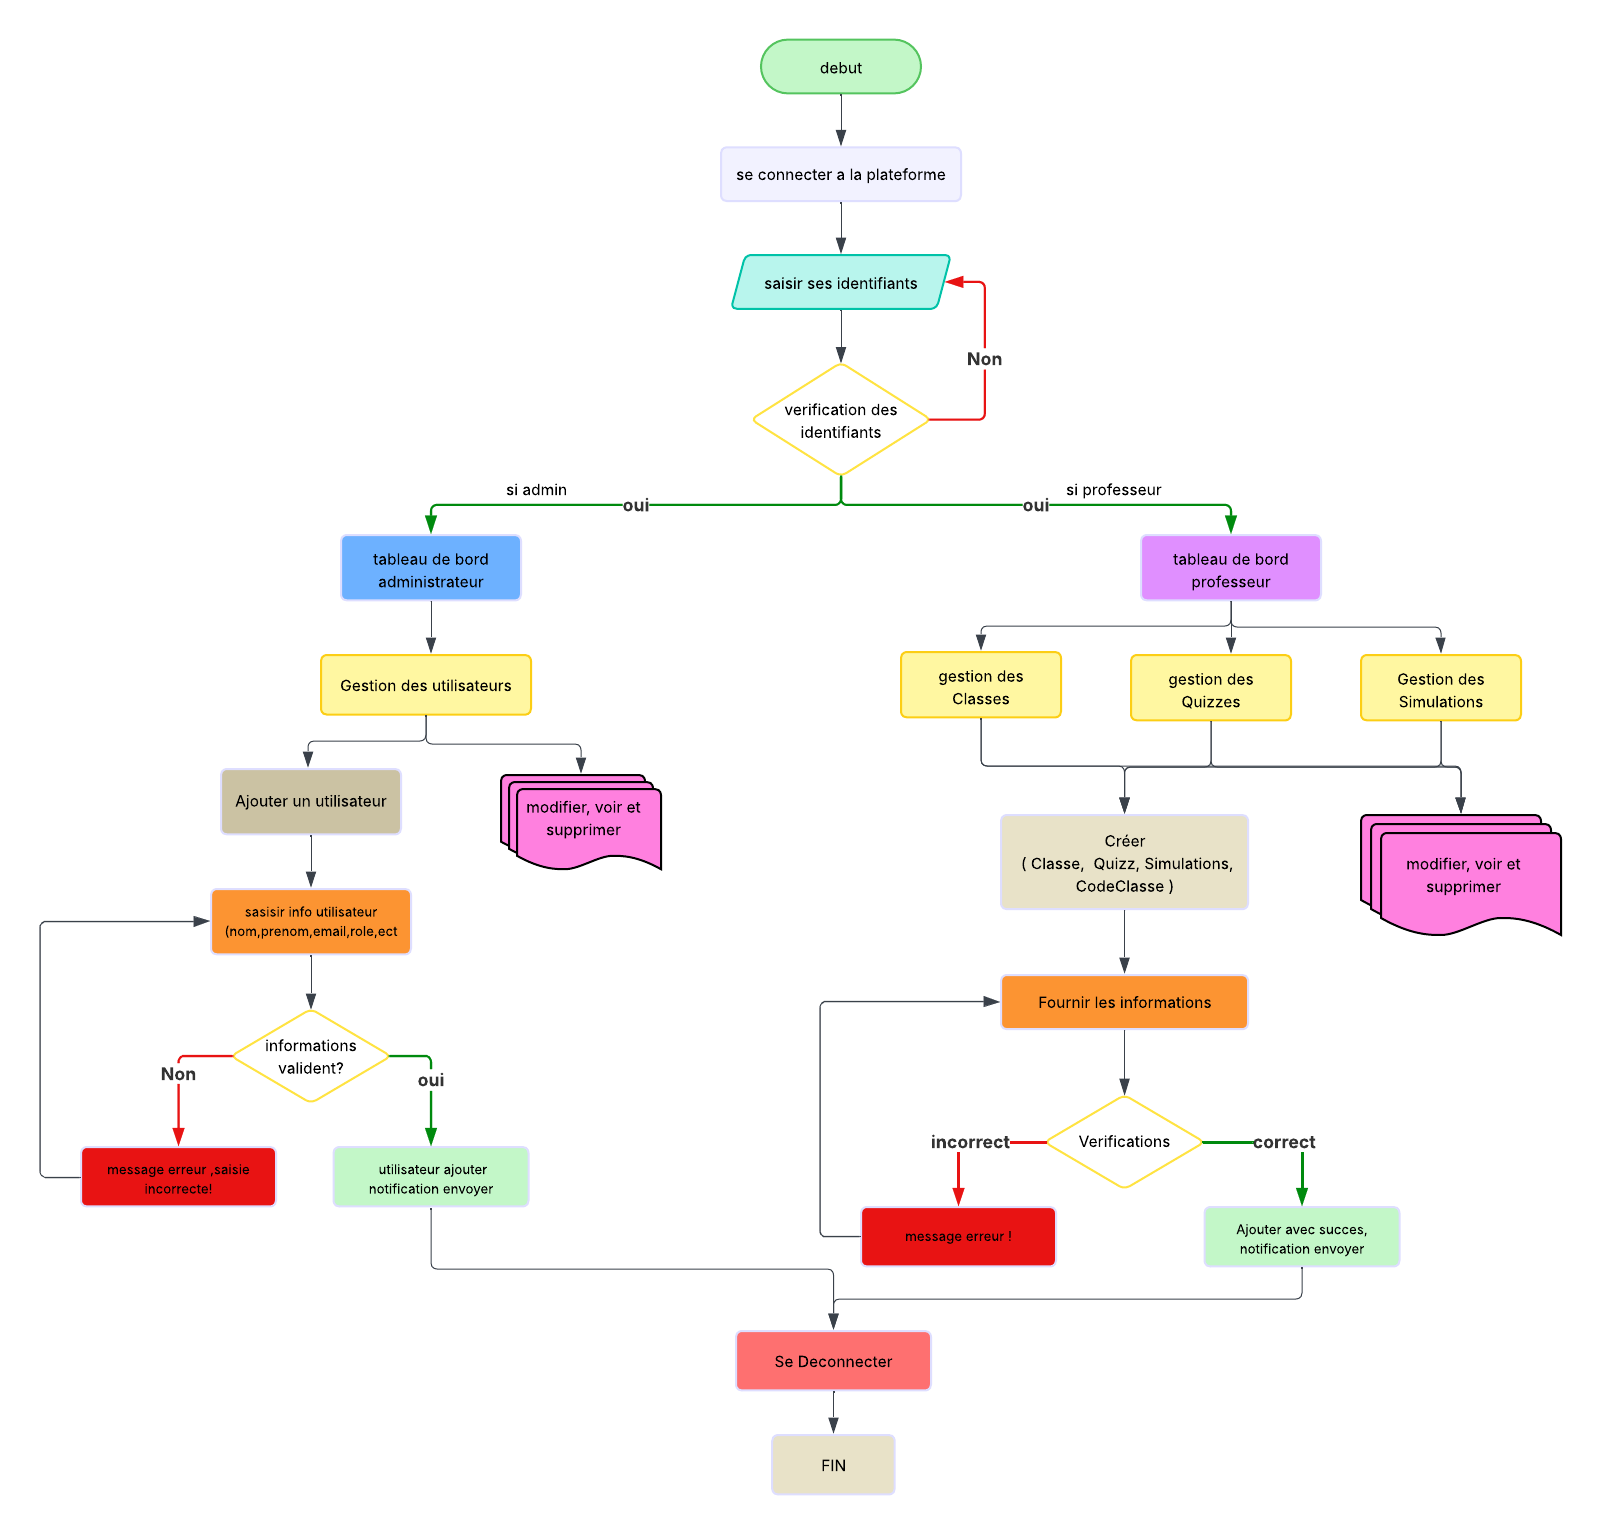 debut
se connecter a la plateforme
saisir ses identifiants
Non
verification des
identifiants
si admin
oui
si professeur
oui
tableau de bord
administrateur
tableau de bord
professeur
Gestion des utilisateurs
gestion des
Classes
gestion des
Quizzes
Gestion des
Simulations
Ajouter un utilisateur
modifier, voir et
supprimer
Créer
( Classe, Quizz, Simulations,
CodeClasse )
modifier, voir et
supprimer
sasisir info utilisateur
(nom,prenom,email,role,ect
Fournir les informations
informations
valident?
Non
oui
incorrect
Verifications
correct
message erreur ,saisie
incorrecte!
utilisateur ajouter
notification envoyer
message erreur !
Ajouter avec succes,
notification envoyer
Se Deconnecter
FIN